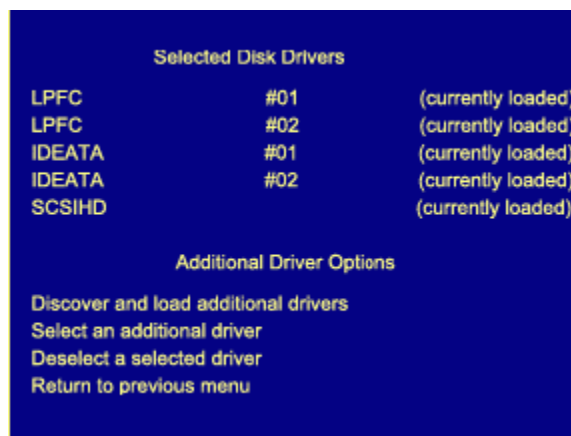 Selected Disk Drivers
LPFC #01 (currently loaded)
LPFC #02 (currently loaded)
IDEATA #01 (currently loaded)
IDEATA #02 (currently loaded)
SCSIHD (currently loaded)
Additional Driver Options
Discover and load additional drivers
Select an additional driver
Deselect a selected driver
Return to previous menu